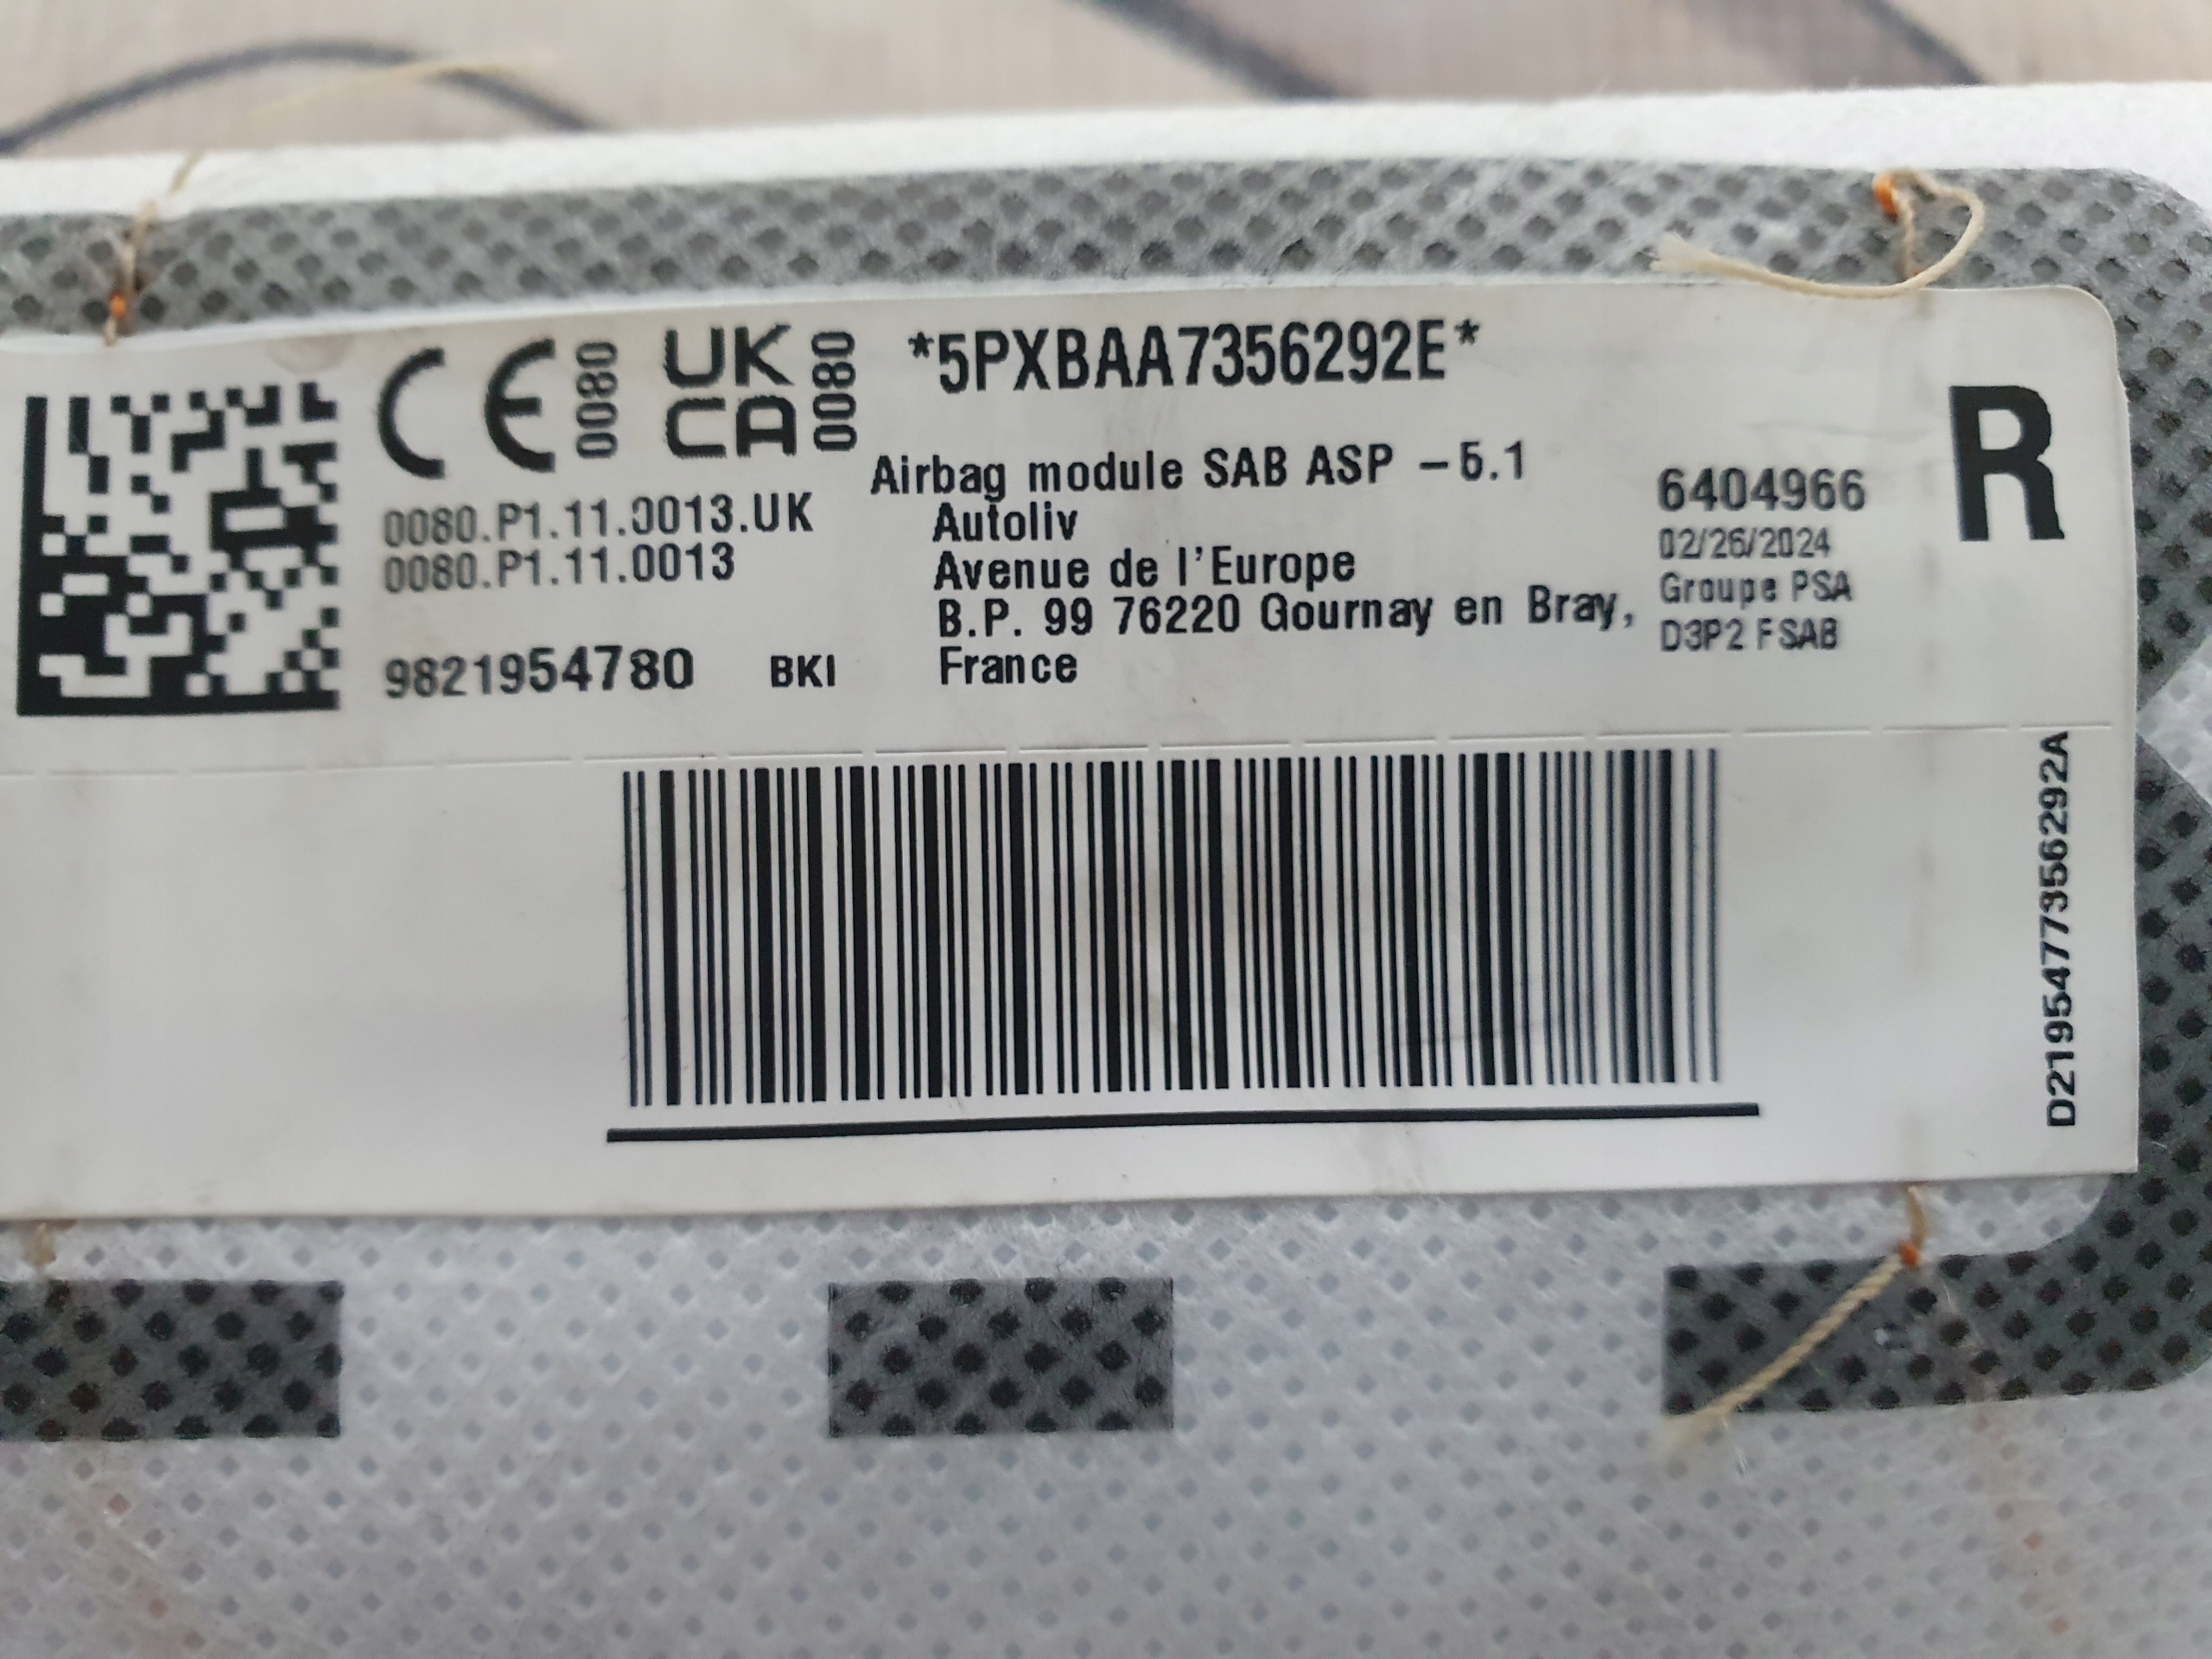 CE 0080 UK CA 0080 *5PXBAA7356292E*
Airbag module SAB ASP -5.1
0080.P1.11.0013.UK Autoliv
0080.P1.11.0013 Avenue de l'Europe
B.P. 99 76220 Gournay en Bray,
9821954780 BKI France
6404966
02/26/2024
Groupe PSA
D3P2 FSAB
R
D2195477356292A